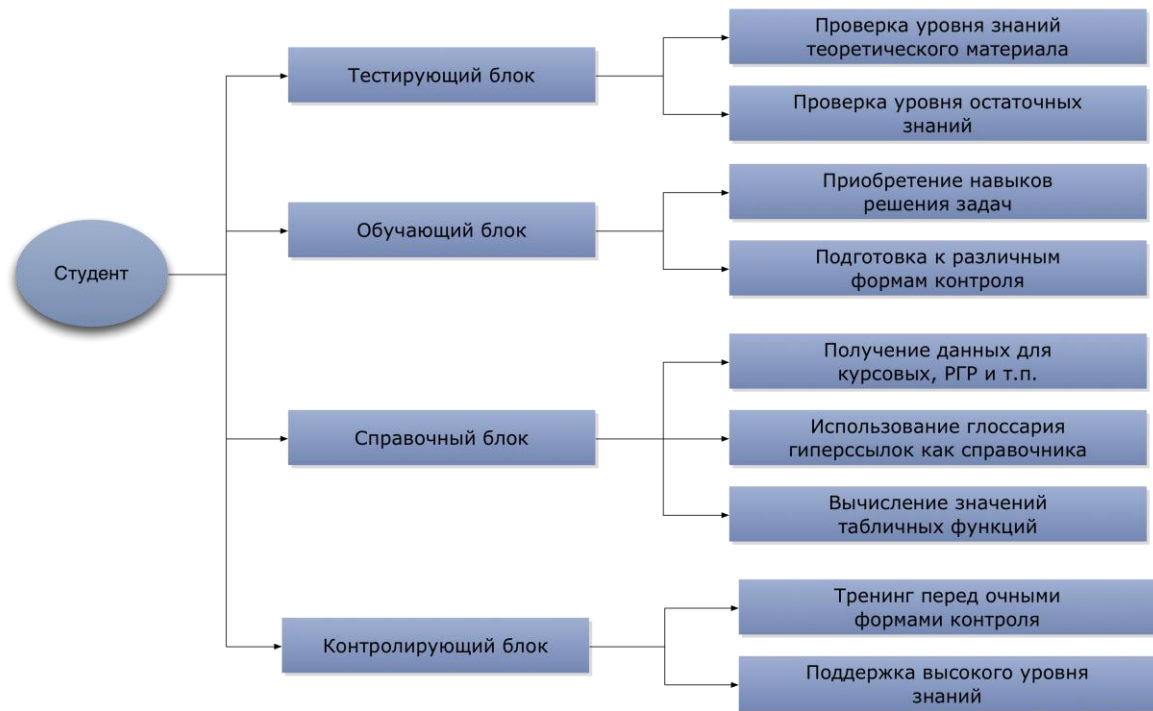 Студент
Тестирующий блок
Проверка уровня знаний
теоретического материала
Проверка уровня остаточных
знаний
Обучающий блок
Приобретение навыков
решения задач
Подготовка к различным
формам контроля
Справочный блок
Получение данных для
курсовых, РГР и т.п.
Использование глоссария
гиперссылок как справочника
Вычисление значений
табличных функций
Контролирующий блок
Тренинг перед очными
формами контроля
Поддержка высокого уровня
знаний